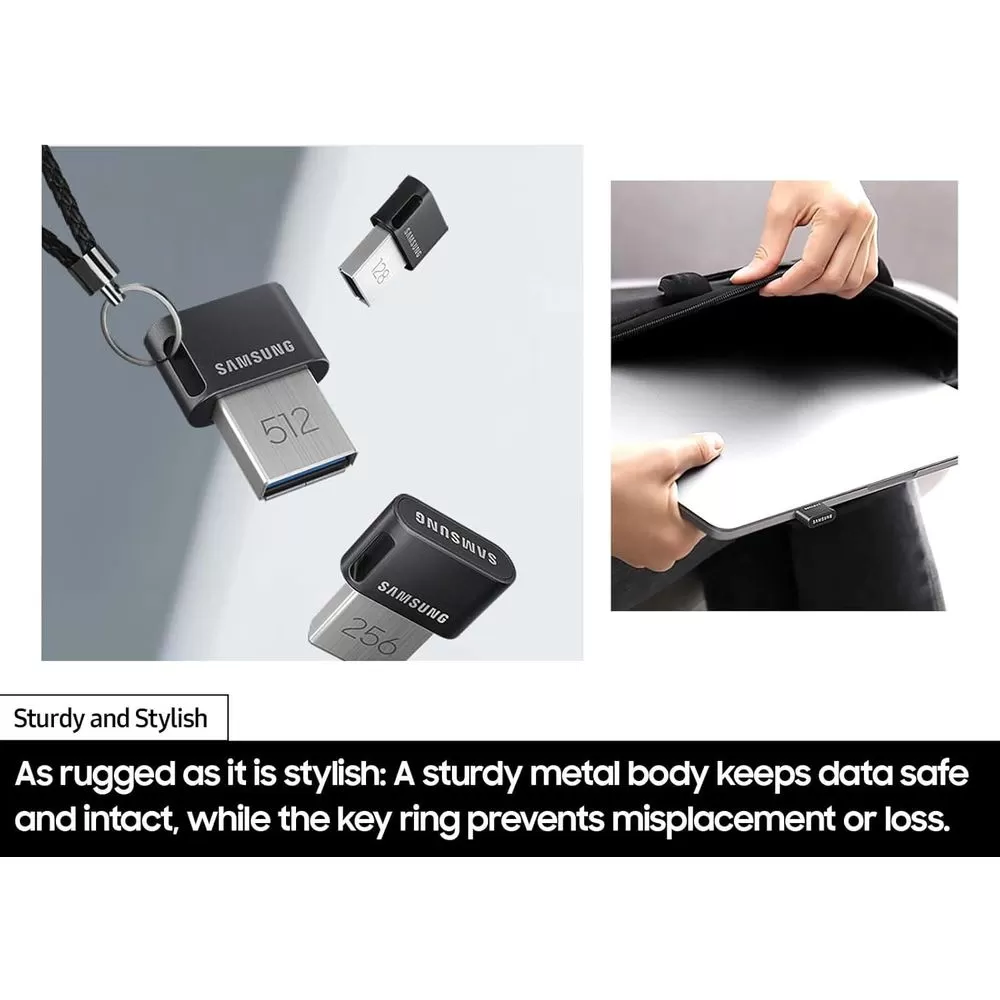 SAMSUNG
128
SAMSUNG
512
SAMSUNG
SAMSUNG
256
SAMSUNG
Sturdy and Stylish
As rugged as it is stylish: A sturdy metal body keeps data safe
and intact, while the key ring prevents misplacement or loss.